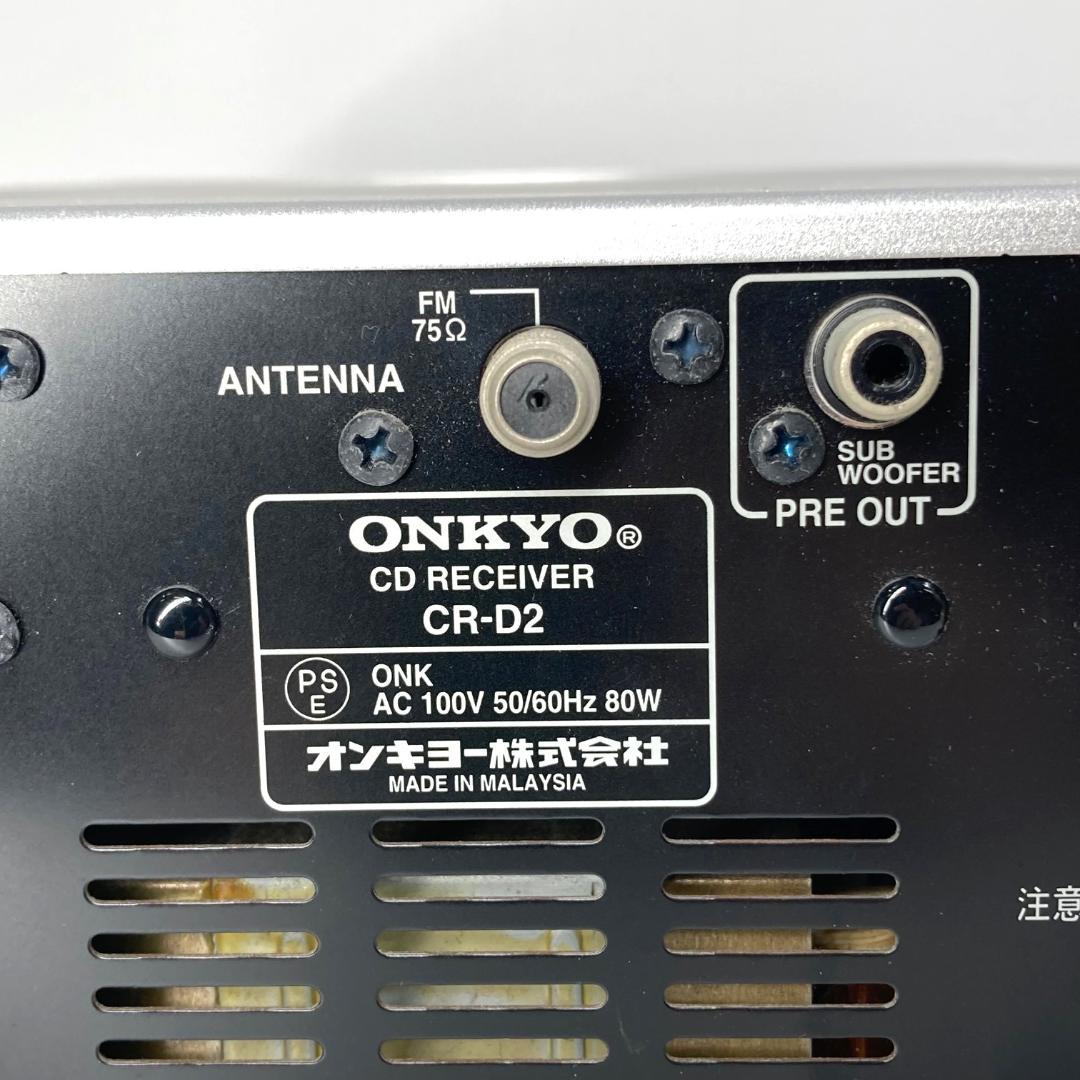 FM
75Ω
ANTENNA
SUB
WOOFER
PRE OUT
ONKYO®
CD RECEIVER
CR-D2
PS
E
ONK
AC 100V 50/60Hz 80W
オンキヨー株式会社
MADE IN MALAYSIA
注意